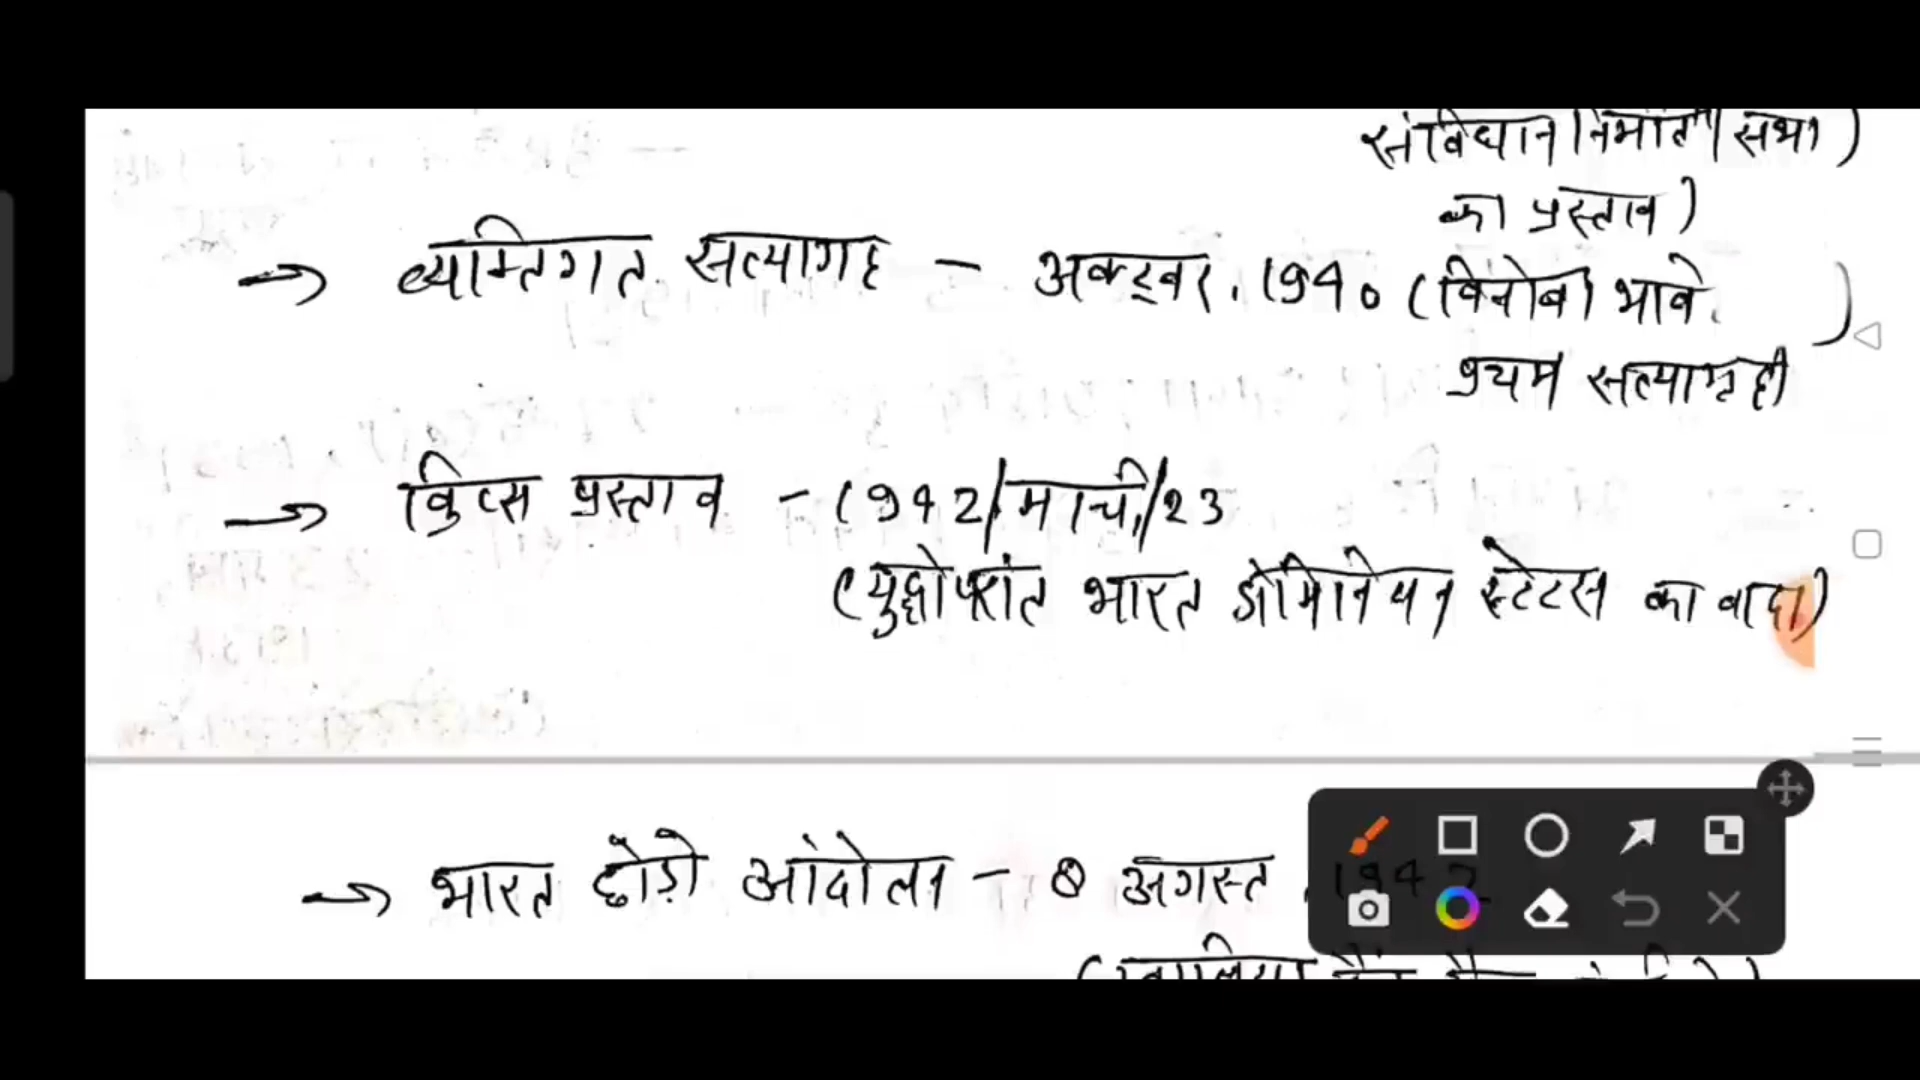 संविधान निर्मात्री सभा)
का प्रस्ताव)
→ व्यक्तिगत सत्याग्रह - अक्टूबर, 1940 (विनोबा भावे
प्रथम सत्याग्रही)
→ क्रिप्स प्रस्ताव - 1942/मार्च/23
(युद्धोपरांत भारत डोमिनियन स्टेटस का वादा)
→ भारत छोड़ो आंदोलन - 8 अगस्त, 1942